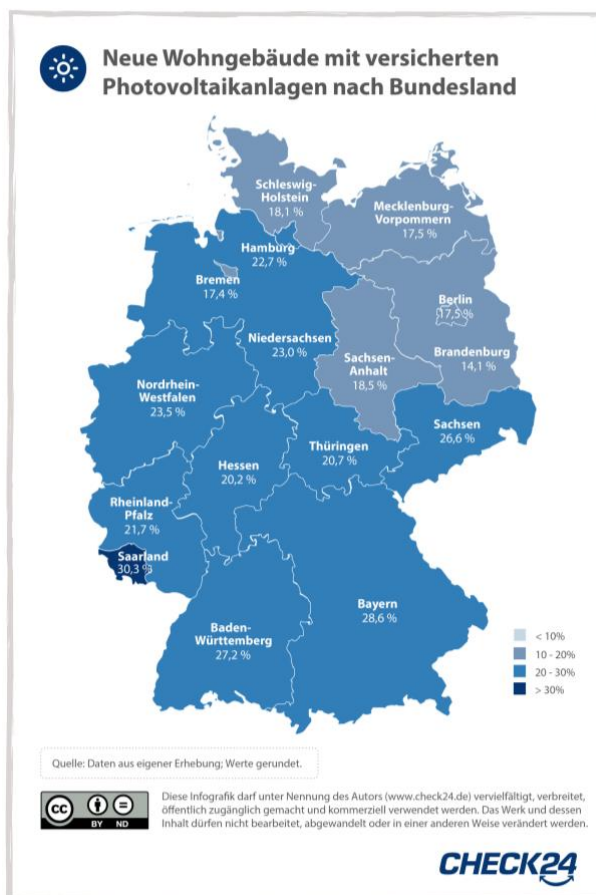 Neue Wohngebäude mit versicherten
Photovoltaikanlagen nach Bundesland
Schleswig-
Holstein
18,1 %
Mecklenburg-
Vorpommern
17,5 %
Hamburg
22,7 %
Bremen
17,4 %
Berlin
17,5 %
Niedersachsen
23,0 %
Sachsen-
Anhalt
18,5 %
Brandenburg
14,1 %
Nordrhein-
Westfalen
23,5 %
Sachsen
26,6 %
Thüringen
20,7 %
Hessen
20,2 %
Rheinland-
Pfalz
21,7 %
Saarland
30,3 %
Bayern
28,6 %
Baden-
Württemberg
27,2 %
< 10%
10 - 20%
20 - 30%
> 30%
Quelle: Daten aus eigener Erhebung; Werte gerundet.
cc
BY ND
Diese Infografik darf unter Nennung des Autors (www.check24.de) vervielfältigt, verbreitet,
öffentlich zugänglich gemacht und kommerziell verwendet werden. Das Werk und dessen
Inhalt dürfen nicht bearbeitet, abgewandelt oder in einer anderen Weise verändert werden.
CHECK24